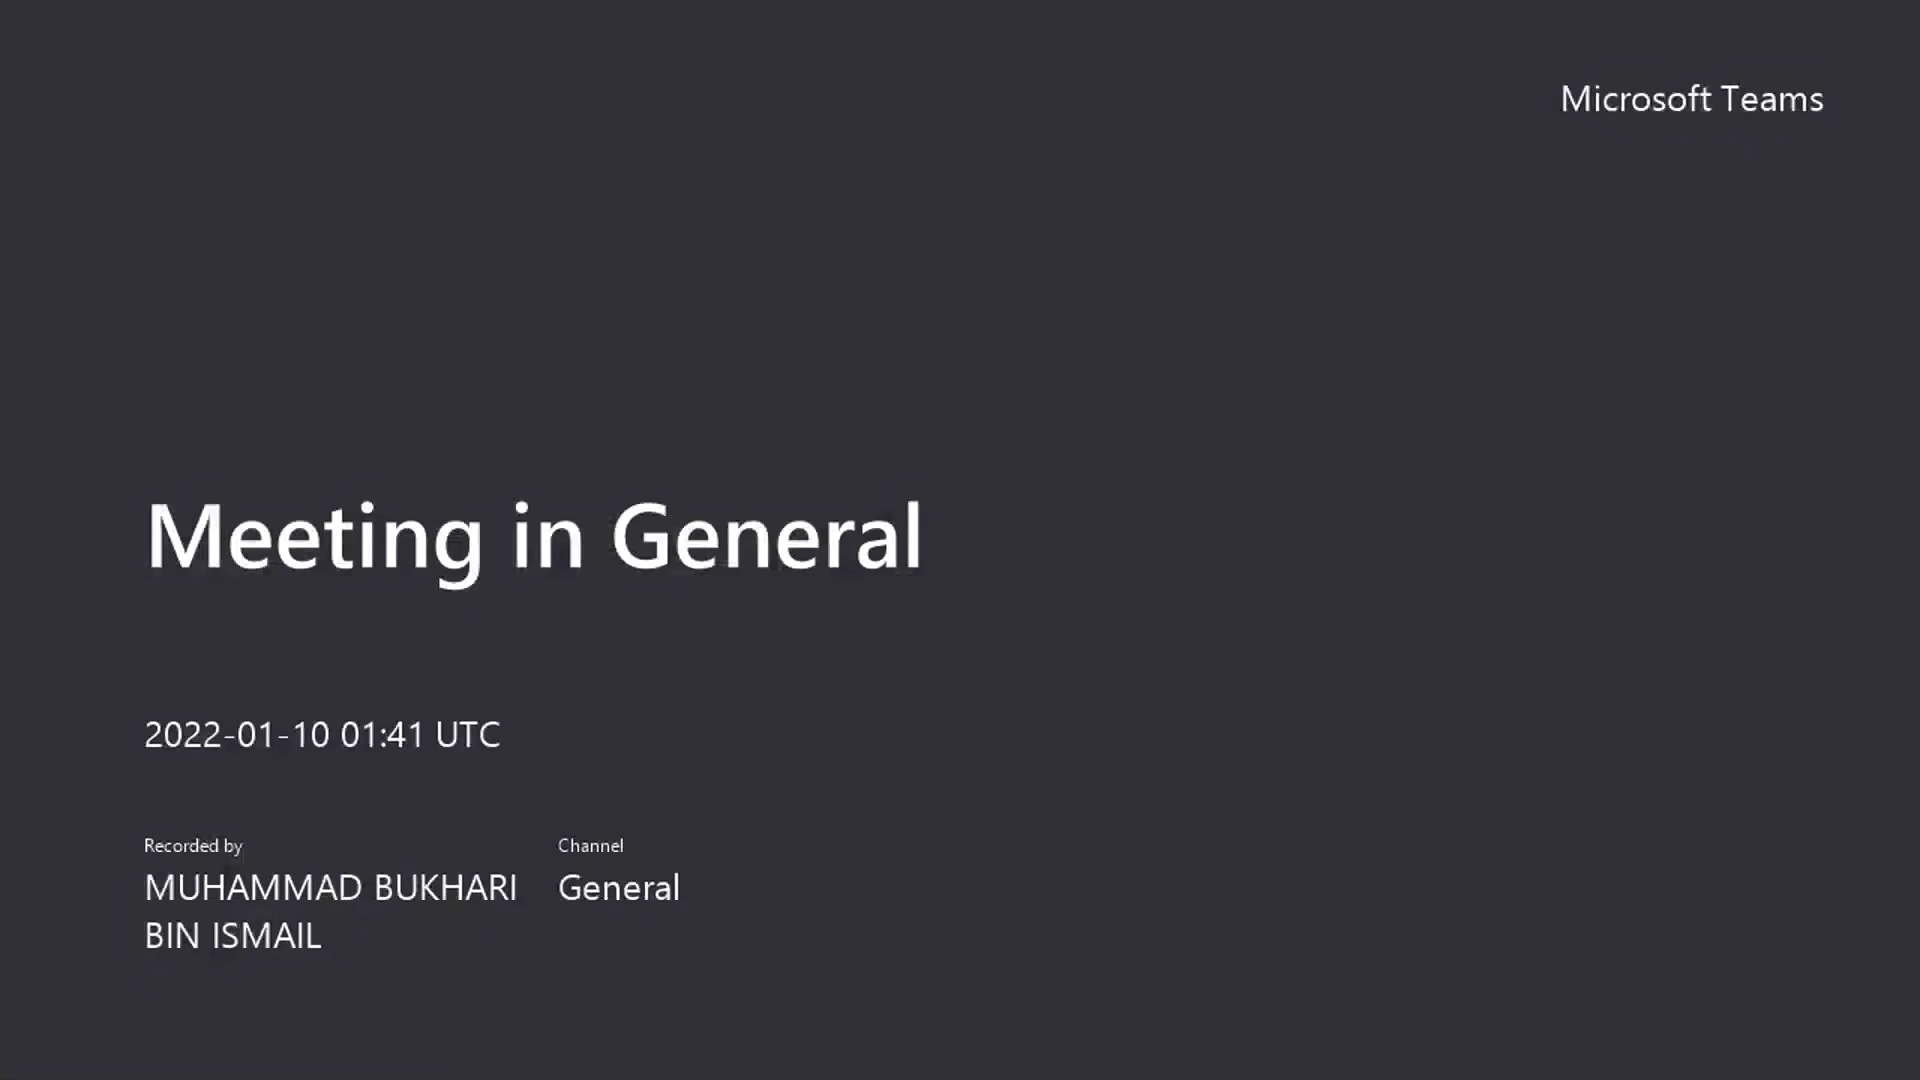 Microsoft Teams
Meeting in General
2022-01-10 01:41 UTC
Recorded by
MUHAMMAD BUKHARI
BIN ISMAIL
Channel
General